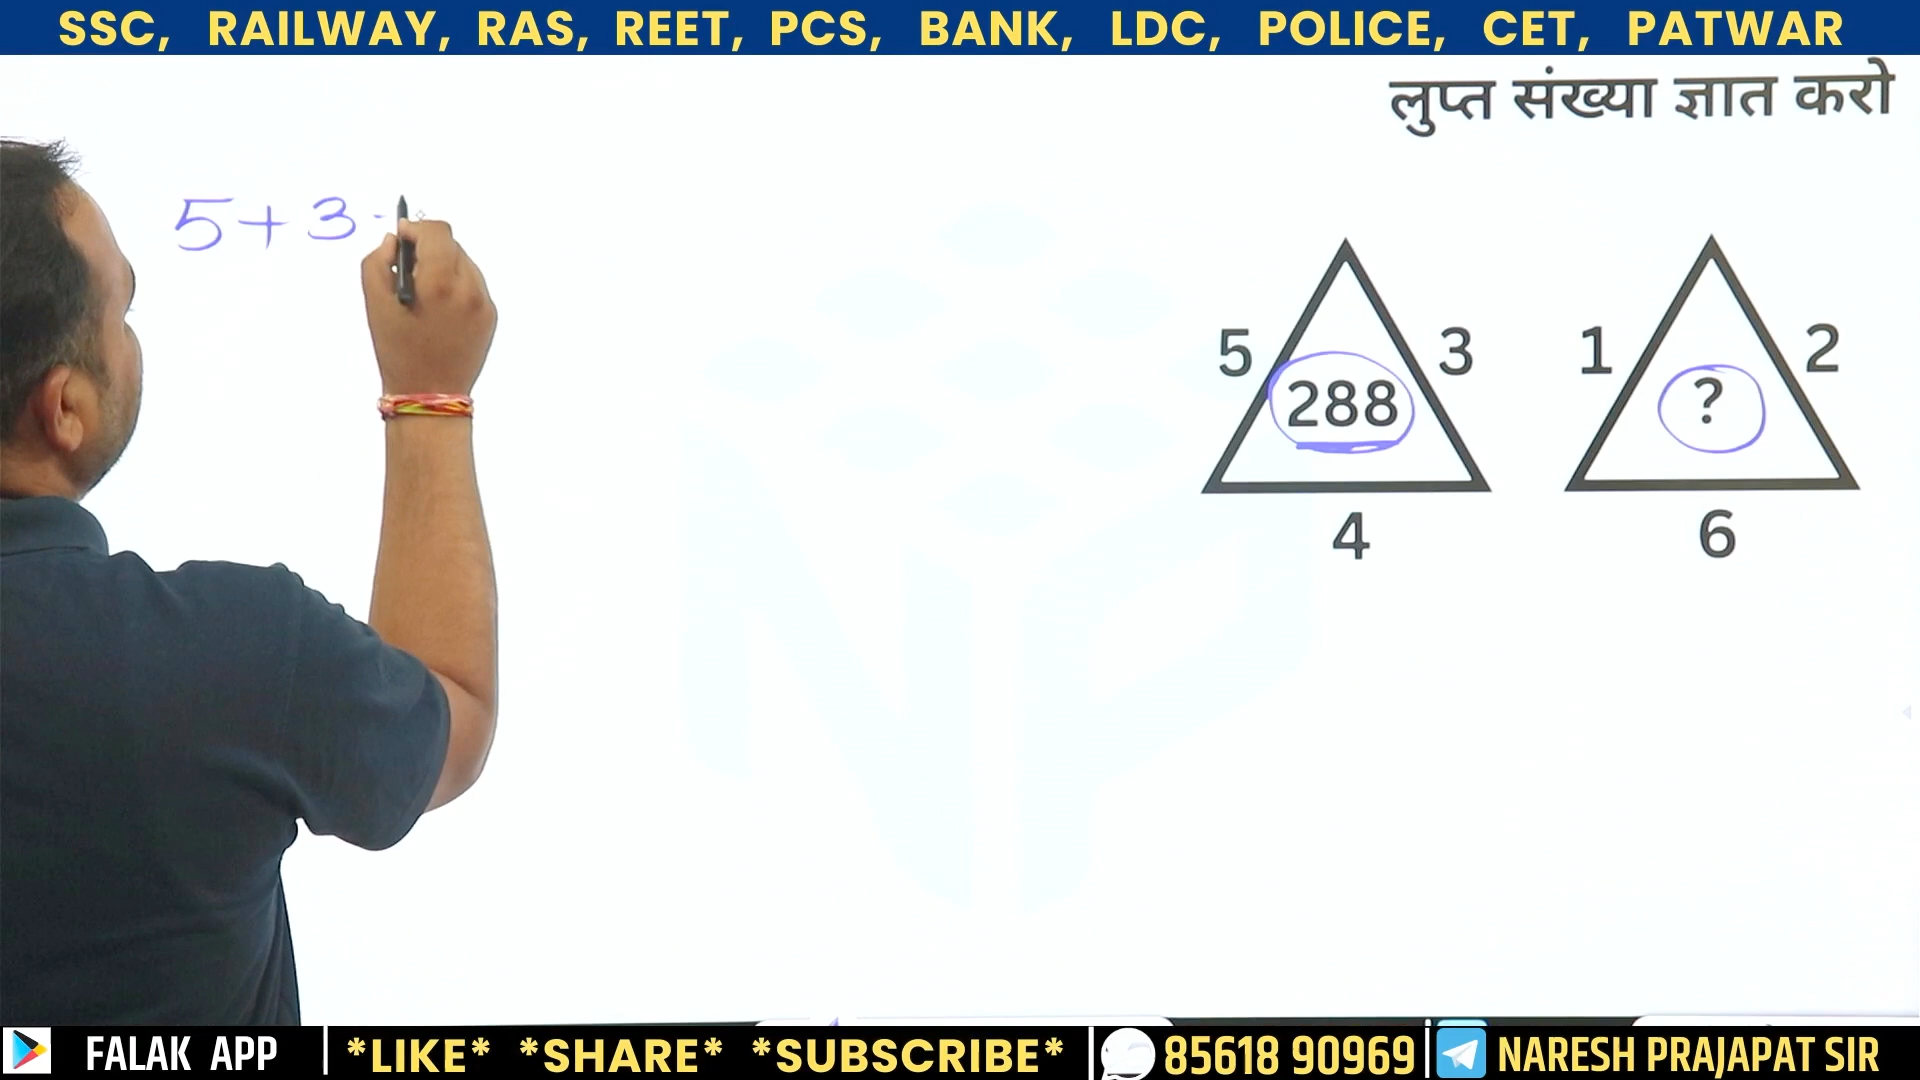 SSC, RAILWAY, RAS, REET, PCS, BANK, LDC, POLICE, CET, PATWAR
लुप्त संख्या ज्ञात करो
5+3
5 288 3
4
1 ? 2
6
FALAK APP *LIKE* *SHARE* *SUBSCRIBE* 85618 90969 NARESH PRAJAPAT SIR